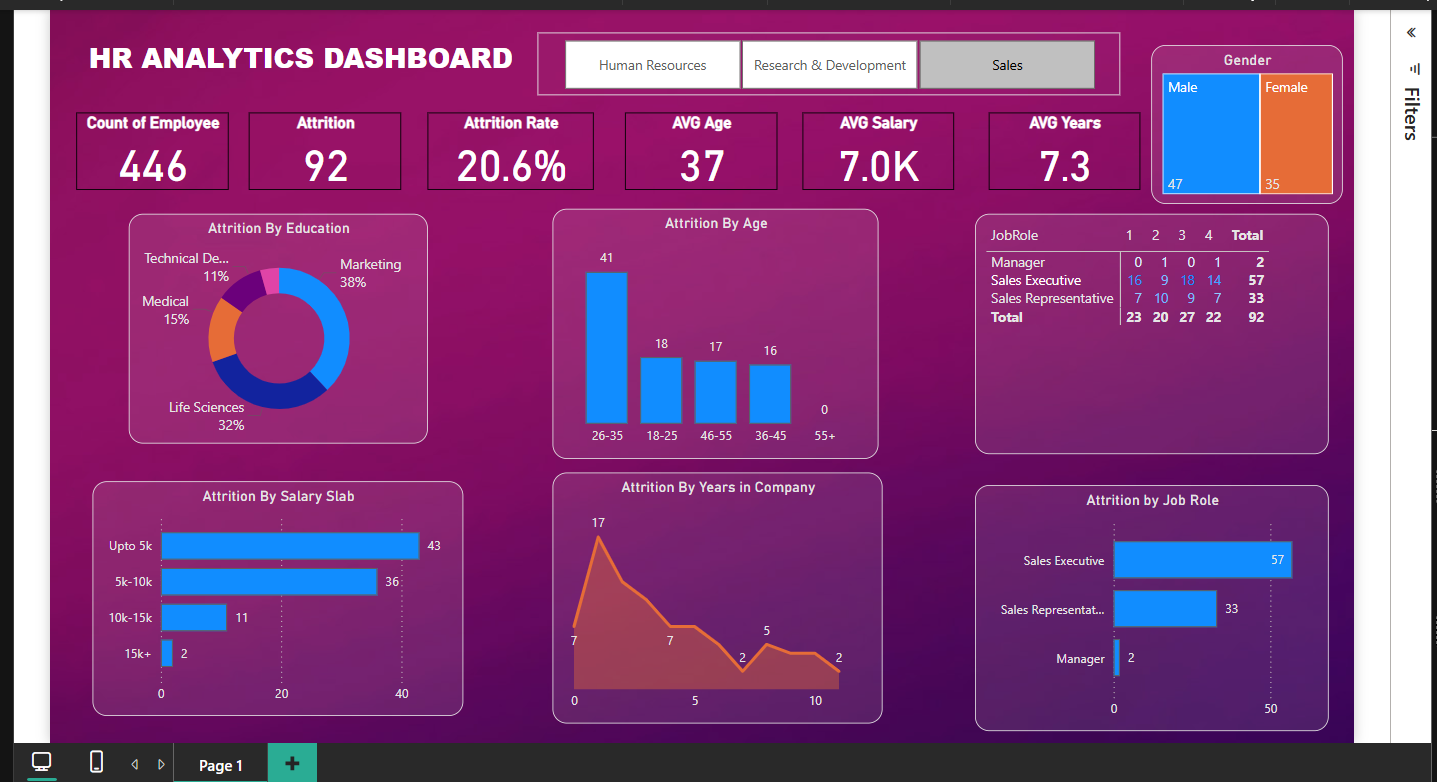 HR ANALYTICS DASHBOARD
Human Resources
Research & Development
Sales
Gender
Male
Female
47
35
«
Filters
Count of Employee
446
Attrition
92
Attrition Rate
20.6%
AVG Age
37
AVG Salary
7.0K
AVG Years
7.3
Attrition By Education
Technical De...
11%
Marketing
38%
Medical
15%
Life Sciences
32%
Attrition By Age
41
18
17
16
0
26-35 18-25 46-55 36-45 55+
JobRole 1 2 3 4 Total
Manager 0 1 0 1 2
Sales Executive 16 9 18 14 57
Sales Representative 7 10 9 7 33
Total 23 20 27 22 92
Attrition By Salary Slab
Upto 5k 43
5k-10k 36
10k-15k 11
15k+ 2
0 20 40
Attrition By Years in Company
17
7
7
2
5
2
0 5 10
Attrition by Job Role
Sales Executive 57
Sales Representat... 33
Manager 2
0 50
Page 1
+